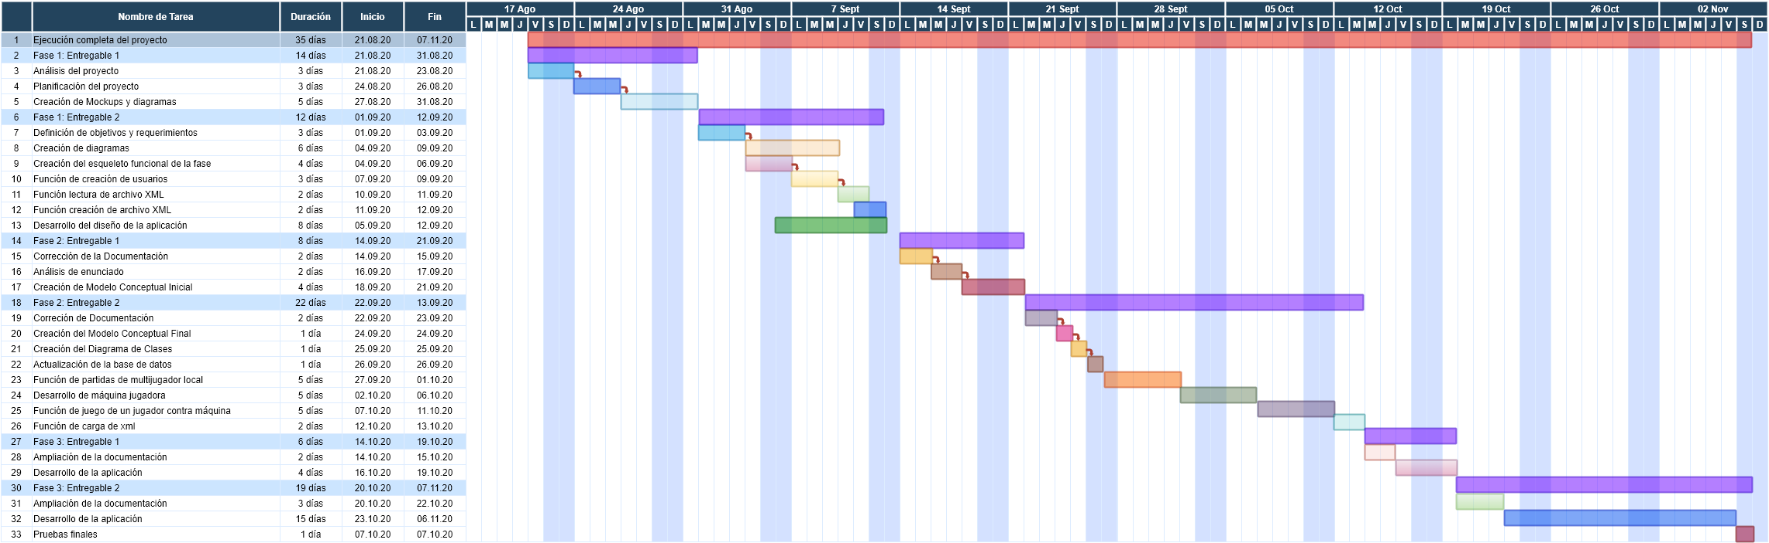 Nombre de Tarea Duración Inicio Fin 17 Ago 24 Ago 31 Ago 7 Sept 14 Sept 21 Sept 28 Sept 05 Oct 12 Oct 19 Oct 26 Oct 02 Nov
L M M J V S D L M M J V S D L M M J V S D L M M J V S D L M M J V S D L M M J V S D L M M J V S D L M M J V S D L M M J V S D L M M J V S D L M M J V S D L M M J V S D
1 Ejecución completa del proyecto 35 días 21.08.20 07.11.20
2 Fase 1: Entregable 1 14 días 21.08.20 31.08.20
3 Análisis del proyecto 3 días 21.08.20 23.08.20
4 Planificación del proyecto 3 días 24.08.20 26.08.20
5 Creación de Mockups y diagramas 5 días 27.08.20 31.08.20
6 Fase 1: Entregable 2 12 días 01.09.20 12.09.20
7 Definición de objetivos y requerimientos 3 días 01.09.20 03.09.20
8 Creación de diagramas 6 días 04.09.20 09.09.20
9 Creación del esqueleto funcional de la fase 4 días 04.09.20 06.09.20
10 Función de creación de usuarios 3 días 07.09.20 09.09.20
11 Función lectura de archivo XML 2 días 10.09.20 11.09.20
12 Función creación de archivo XML 2 días 11.09.20 12.09.20
13 Desarrollo del diseño de la aplicación 8 días 05.09.20 12.09.20
14 Fase 2: Entregable 1 8 días 14.09.20 21.09.20
15 Corrección de la Documentación 2 días 14.09.20 15.09.20
16 Análisis de enunciado 2 días 16.09.20 17.09.20
17 Creación de Modelo Conceptual Inicial 4 días 18.09.20 21.09.20
18 Fase 2: Entregable 2 22 días 22.09.20 13.09.20
19 Correción de Documentación 2 días 22.09.20 23.09.20
20 Creación del Modelo Conceptual Final 1 día 24.09.20 24.09.20
21 Creación del Diagrama de Clases 1 día 25.09.20 25.09.20
22 Actualización de la base de datos 1 día 26.09.20 26.09.20
23 Función de partidas de multijugador local 5 días 27.09.20 01.10.20
24 Desarrollo de máquina jugadora 5 días 02.10.20 06.10.20
25 Función de juego de un jugador contra máquina 5 días 07.10.20 11.10.20
26 Función de carga de xml 2 días 12.10.20 13.10.20
27 Fase 3: Entregable 1 6 días 14.10.20 19.10.20
28 Ampliación de la documentación 2 días 14.10.20 15.10.20
29 Desarrollo de la aplicación 4 días 16.10.20 19.10.20
30 Fase 3: Entregable 2 19 días 20.10.20 07.11.20
31 Ampliación de la documentación 3 días 20.10.20 22.10.20
32 Desarrollo de la aplicación 15 días 23.10.20 06.11.20
33 Pruebas finales 1 día 07.10.20 07.10.20